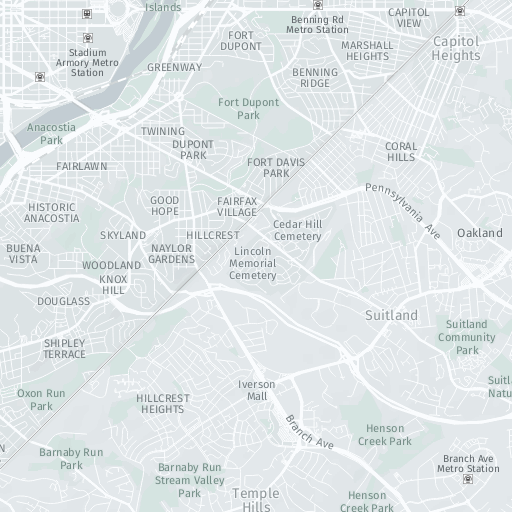 Islands
Benning Rd
Metro Station
CAPITOL
VIEW
FORT
DUPONT
Capitol
Heights
Stadium
Armory Metro
Station
MARSHALL
HEIGHTS
GREENWAY
BENNING
RIDGE
Fort Dupont
Park
Anacostia
Park
TWINING
DUPONT
PARK
CORAL
HILLS
FAIRLAWN
FORT DAVIS
PARK
Pennsylvania Ave
GOOD
HOPE
FAIRFAX
VILLAGE
HISTORIC
ANACOSTIA
Cedar Hill
Cemetery
Oakland
SKYLAND
HILLCREST
BUENA
VISTA
NAYLOR
GARDENS
Lincoln
Memorial
Cemetery
WOODLAND
KNOX
HILL
DOUGLASS
Suitland
Suitland
Community
Park
SHIPLEY
TERRACE
Iverson
Mall
Suitl
Natu
Oxon Run
Park
HILLCREST
HEIGHTS
Branch Ave
Henson
Creek Park
N
Barnaby Run
Park
Branch Ave
Metro Station
Barnaby Run
Stream Valley
Park
Temple
Hills
Henson
Creek Park